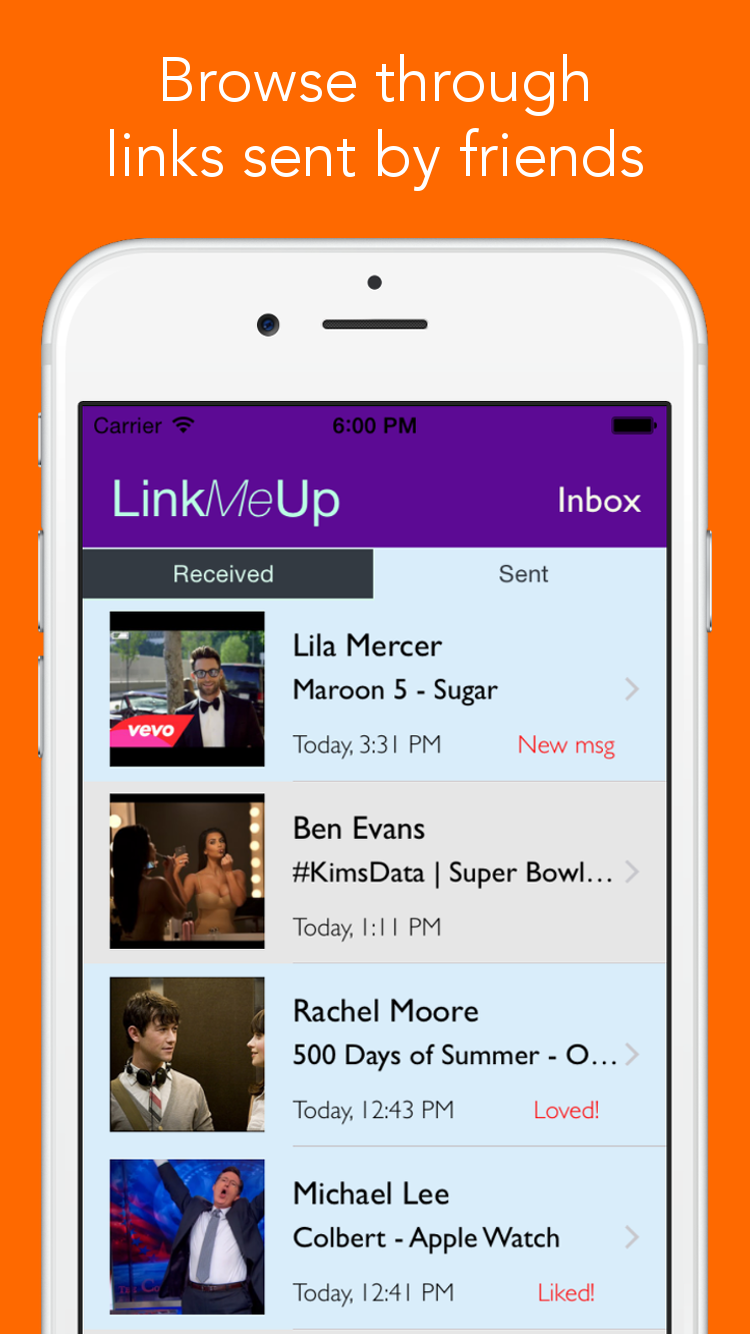 Browse through
links sent by friends
Carrier 6:00 PM
LinkMeUp Inbox
Received Sent
vevo
Lila Mercer
Maroon 5 - Sugar
Today, 3:31 PM New msg
Ben Evans
#KimsData | Super Bowl...
Today, 1:11 PM
Rachel Moore
500 Days of Summer - O...
Today, 12:43 PM Loved!
Michael Lee
Colbert - Apple Watch
Today, 12:41 PM Liked!